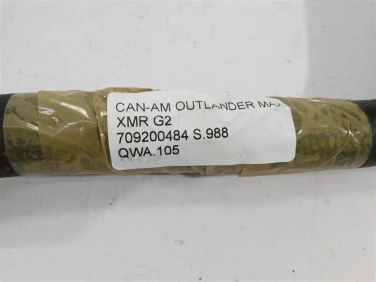 CAN-AM OUTLANDER MAX
XMR G2
709200484 S.988
QWA.105